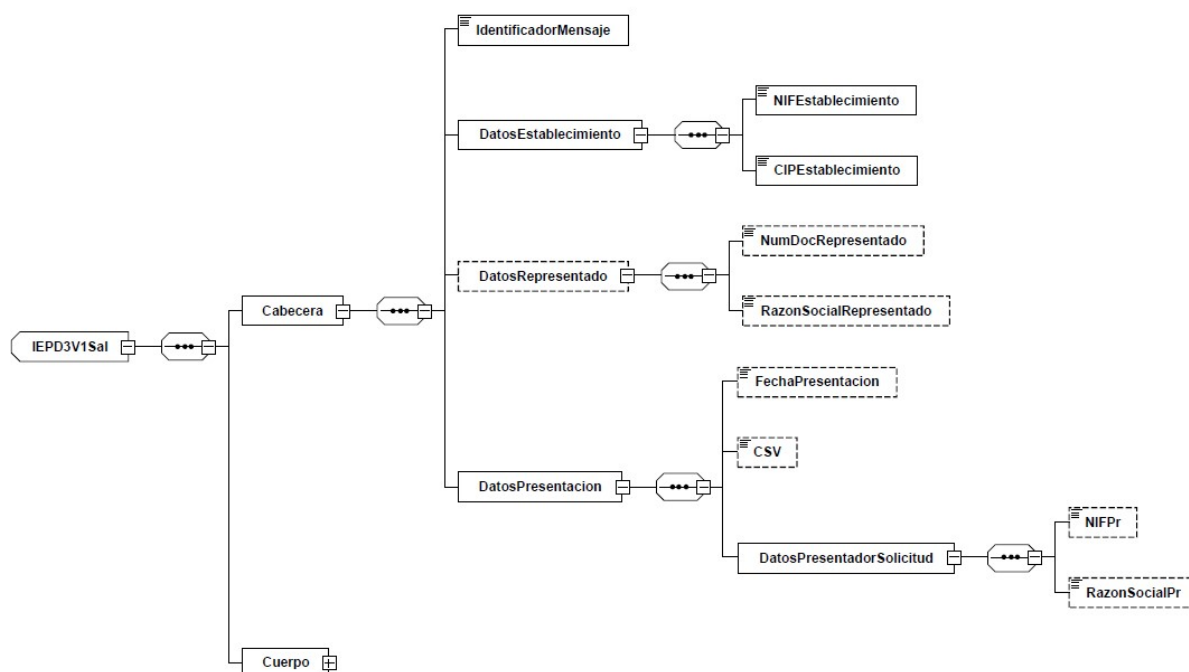 IdentificadorMensaje
NIFEstablecimiento
DatosEstablecimiento
CIPEstablecimiento
NumDocRepresentado
DatosRepresentado
RazonSocialRepresentado
Cabecera
IEPD3V1Sal
FechaPresentacion
CSV
DatosPresentacion
NIFPr
DatosPresentadorSolicitud
RazonSocialPr
Cuerpo